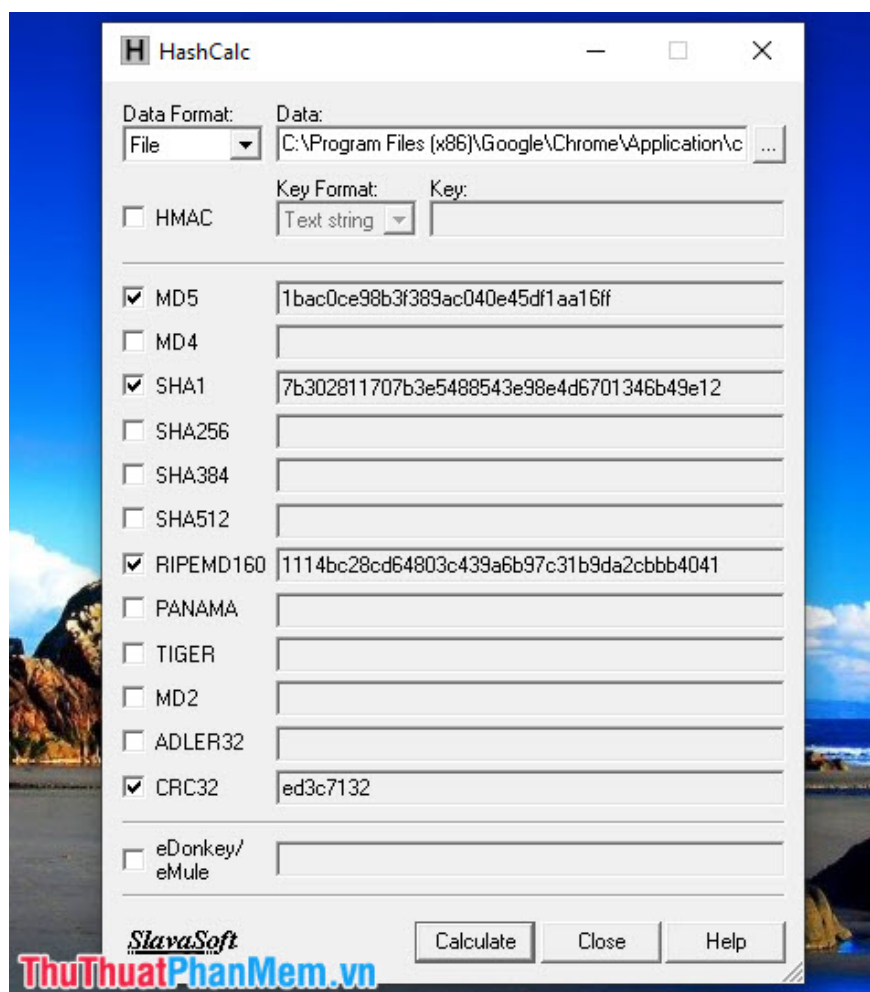 H HashCalc
Data Format: Data:
File C:\Program Files (x86)\Google\Chrome\Application\c ...
Key Format: Key:
HMAC Text string
MD5 1bac0ce98b3f389ac040e45df1aa16ff
MD4
SHA1 7b302811707b3e5488543e98e4d6701346b49e12
SHA256
SHA384
SHA512
RIPEMD160 1114bc28cd64803c439a6b97c31b9da2cbbb4041
PANAMA
TIGER
MD2
ADLER32
CRC32 ed3c7132
eDonkey/
eMule
SlavaSoft Calculate Close Help
ThuThuatPhanMem.vn